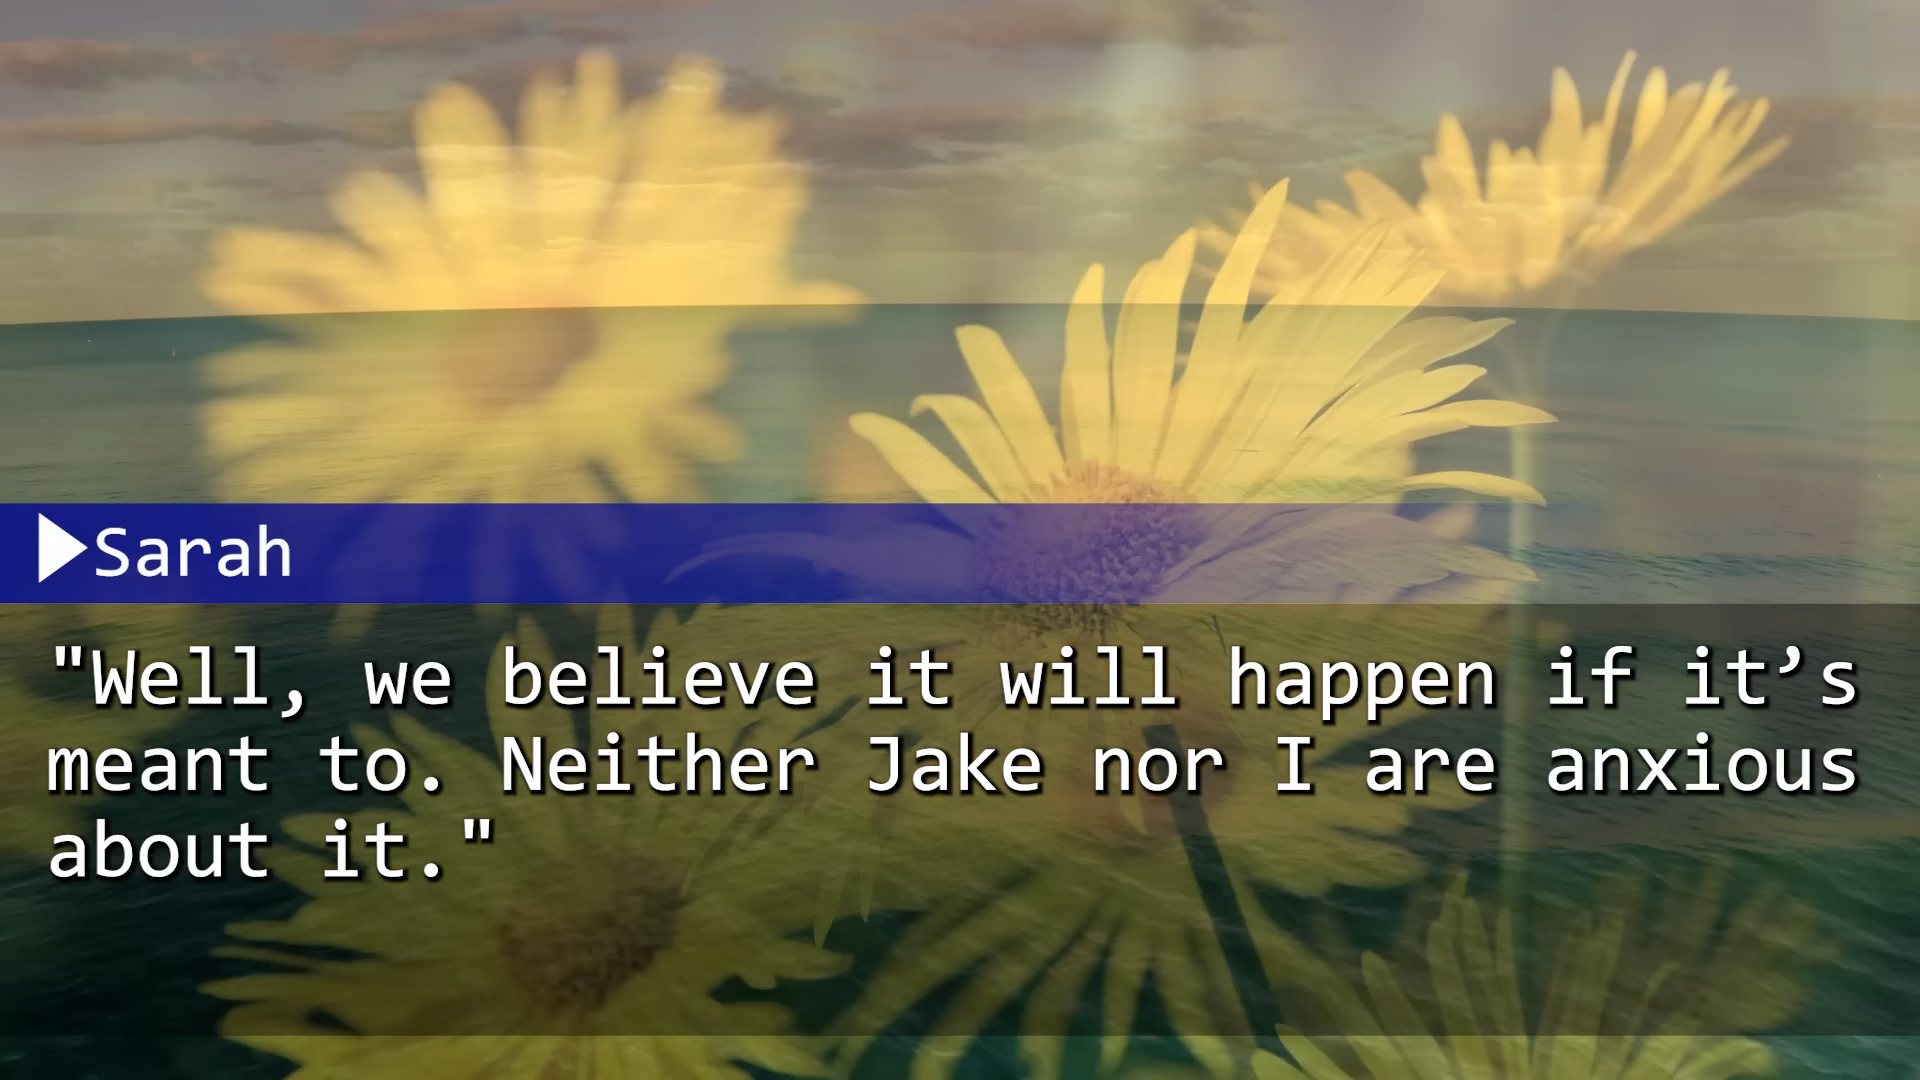 Sarah
"Well, we believe it will happen if it’s
meant to. Neither Jake nor I are anxious
about it."